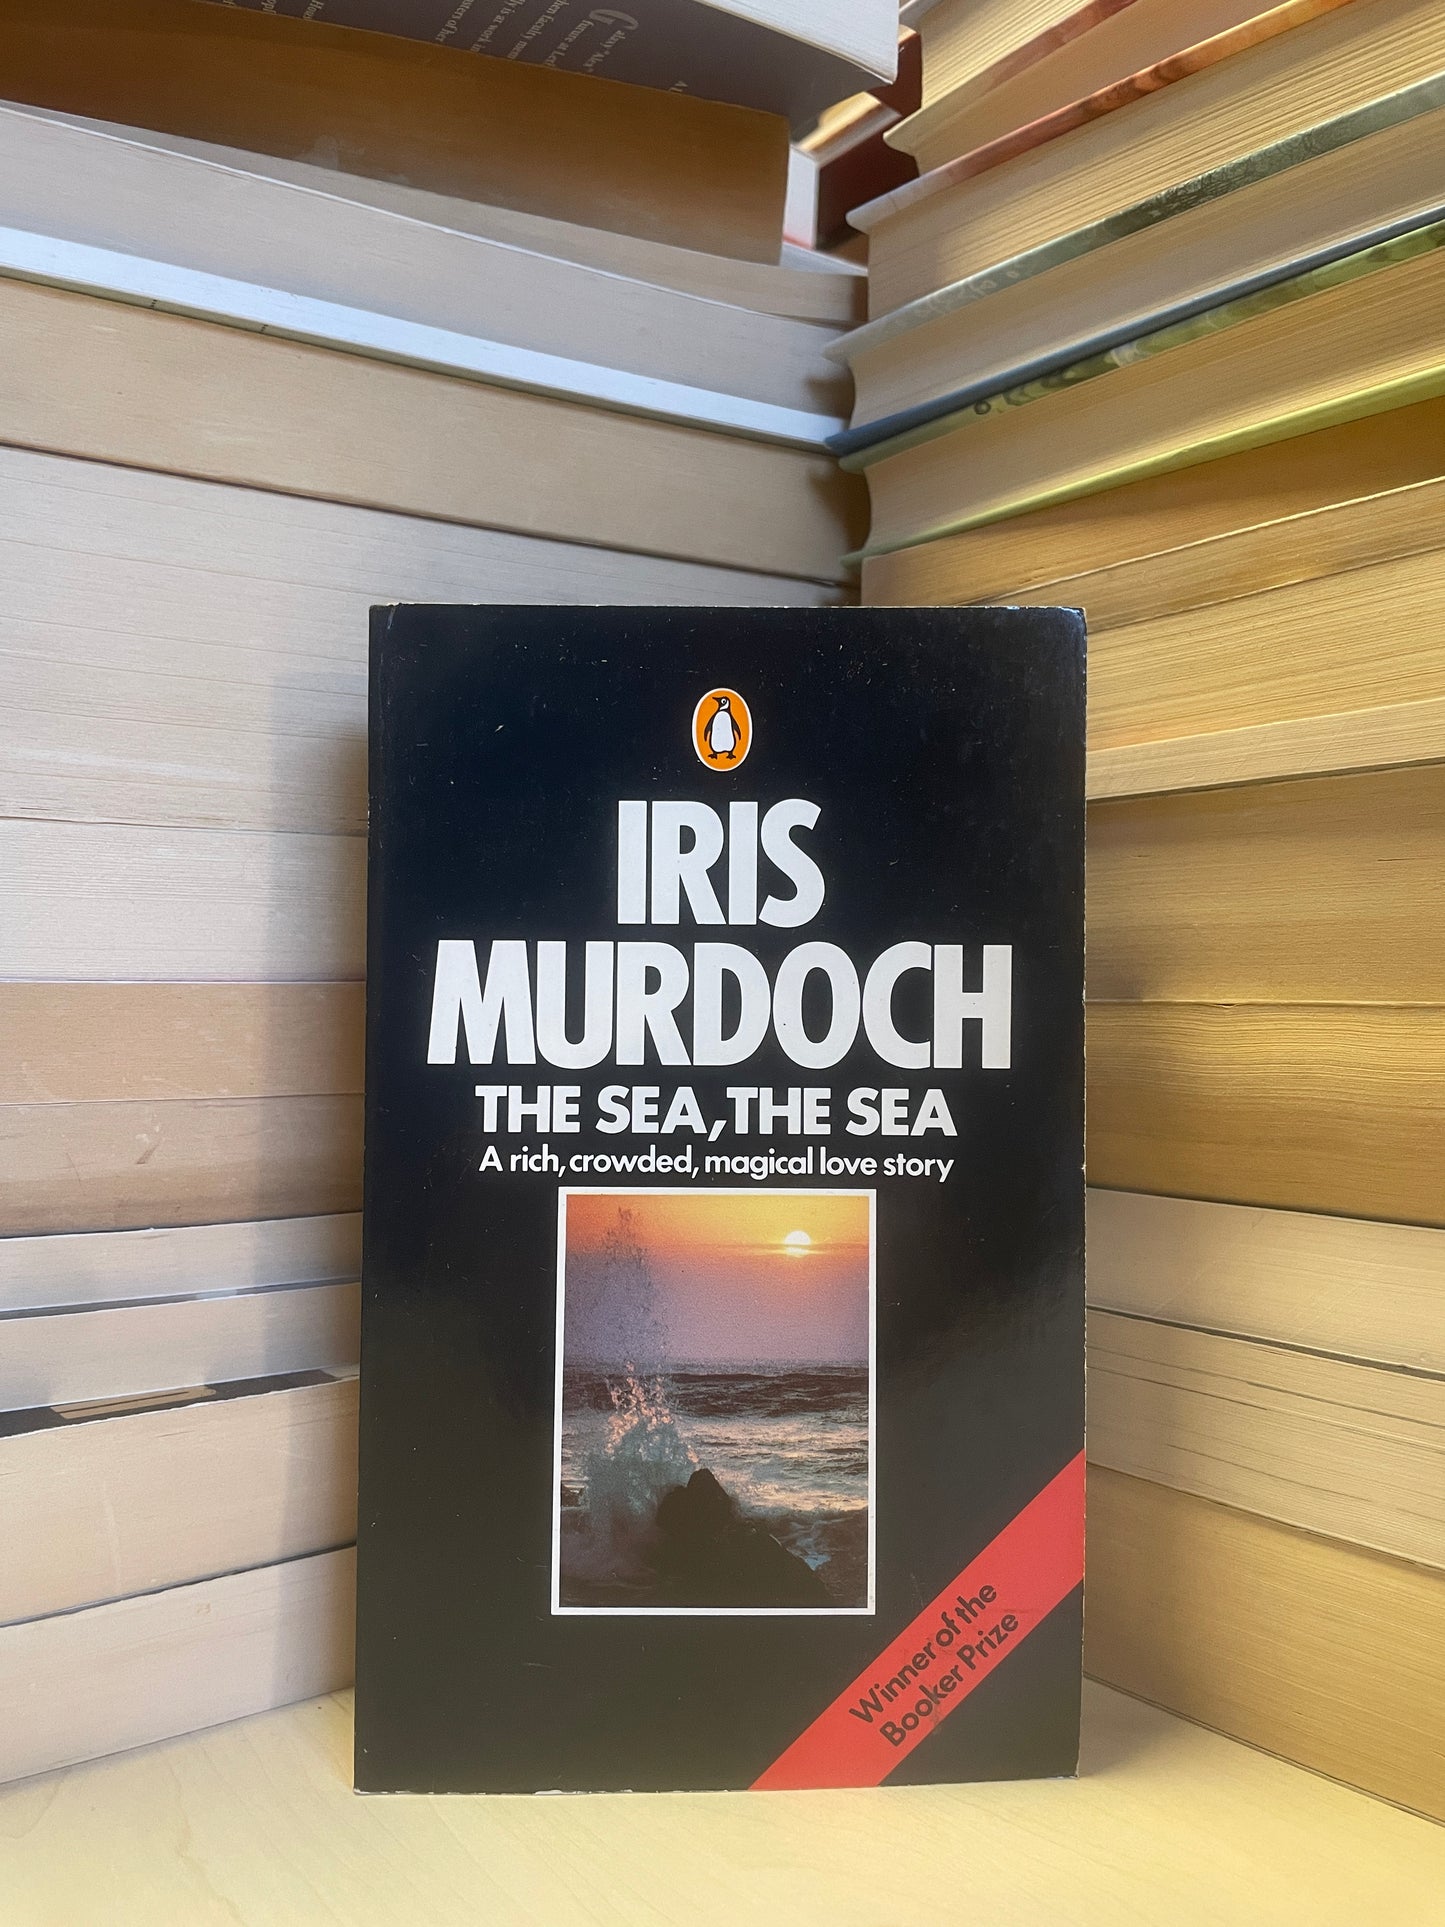 IRIS
MURDOCH
THE SEA, THE SEA
A rich, crowded, magical love story
Winner of the
Booker Prize